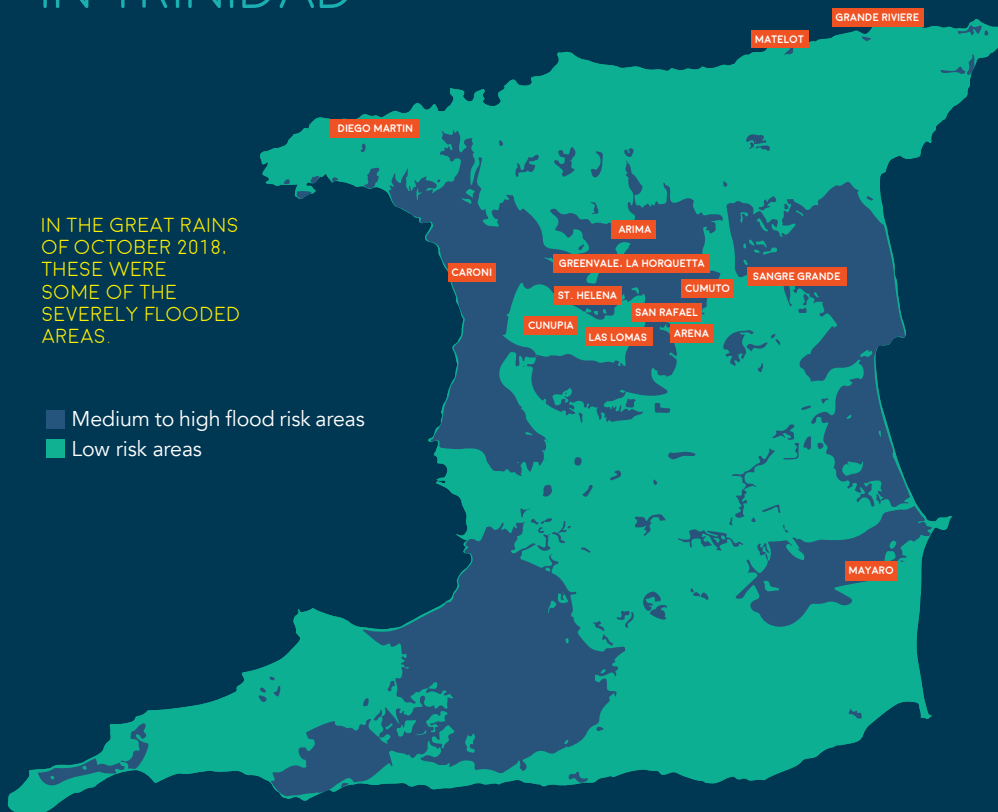 IN TRINIDAD
GRANDE RIVIERE
MATELOT
DIEGO MARTIN
IN THE GREAT RAINS
OF OCTOBER 2018,
THESE WERE
SOME OF THE
SEVERELY FLOODED
AREAS.
ARIMA
GREENVALE, LA HORQUETTA
CARONI
SANGRE GRANDE
CUMUTO
ST. HELENA
SAN RAFAEL
CUNUPIA
ARENA
LAS LOMAS
Medium to high flood risk areas
Low risk areas
MAYARO